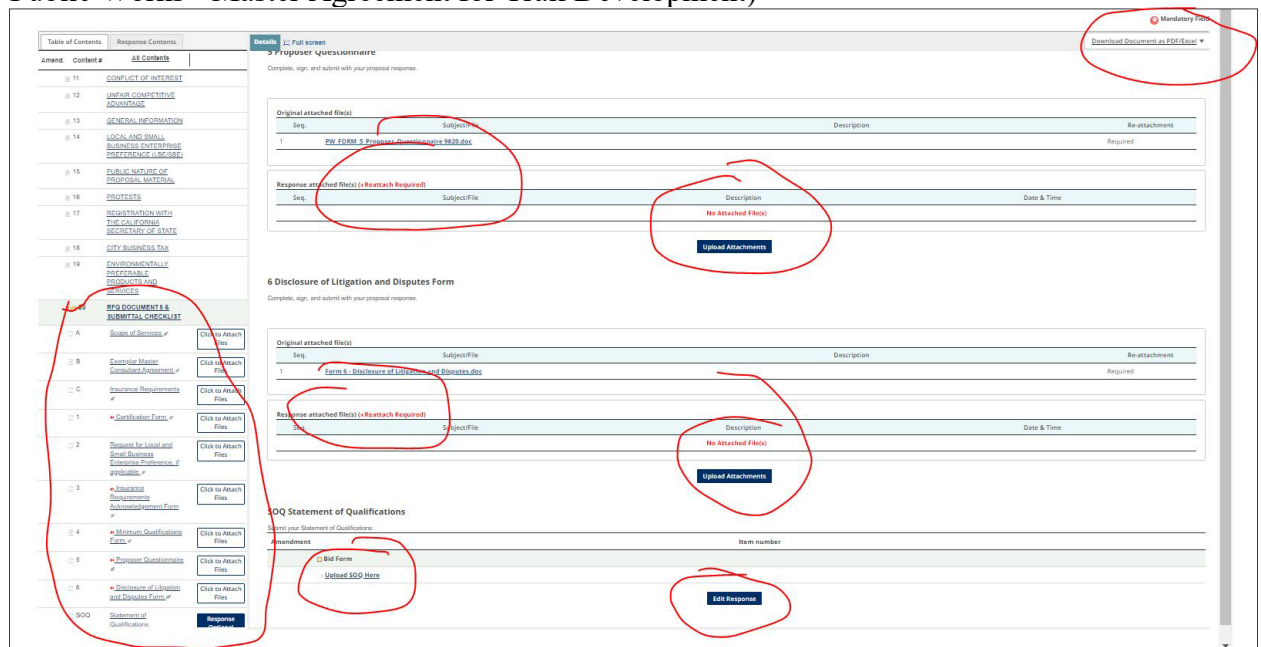 Public Works - Master Agreement for Trail Development)
Mandatory Field
Table of Contents Response Contents
Details Full screen
Download Document as PDF/Excel ▼
Amend. Content # All Contents
11 CONFLICT OF INTEREST
12 UNFAIR COMPETITIVE
ADVANTAGE
13 GENERAL INFORMATION
14 LOCAL AND SMALL
BUSINESS ENTERPRISE
PREFERENCE (LBE/SBE)
15 PUBLIC NATURE OF
PROPOSAL MATERIAL
16 PROTESTS
17 REGISTRATION WITH
THE CALIFORNIA
SECRETARY OF STATE
18 CITY BUSINESS TAX
19 ENVIRONMENTALLY
PREFERABLE
PRODUCTS AND
SERVICES
20 RFQ DOCUMENTS &
SUBMITTAL CHECKLIST
A Scope of Services Click to Attach
Files
B Exemplar Master
Consultant Agreement Click to Attach
Files
C Insurance Requirements Click to Attach
Files
1 Certification Form Click to Attach
Files
2 Request for Local and
Small Business
Enterprise Preference, if
applicable Click to Attach
Files
3 Insurance
Requirements
Acknowledgement Form Click to Attach
Files
4 Minimum Qualifications
Form Click to Attach
Files
5 Proposer Questionnaire Click to Attach
Files
6 Disclosure of Litigation
and Disputes Form Click to Attach
Files
SOQ Statement of
Qualifications Response
Optional
5 Proposer Questionnaire
Complete, sign, and submit with your proposal response.
Original attached file(s)
Seq. Subject/File Description Re-attachment
1 PW FORM 5 Proposer Questionnaire 9820.doc Required
Response attached file(s) (*Reattach Required)
Seq. Subject/File Description Date & Time
No Attached File(s)
Upload Attachments
6 Disclosure of Litigation and Disputes Form
Complete, sign, and submit with your proposal response.
Original attached file(s)
Seq. Subject/File Description Re-attachment
1 Form 6 - Disclosure of Litigation and Disputes.doc Required
Response attached file(s) (*Reattach Required)
Seq. Subject/File Description Date & Time
No Attached File(s)
Upload Attachments
SOQ Statement of Qualifications
Submit your Statement of Qualifications.
Amendment Item number
Bid Form
Upload SOQ Here
Edit Response